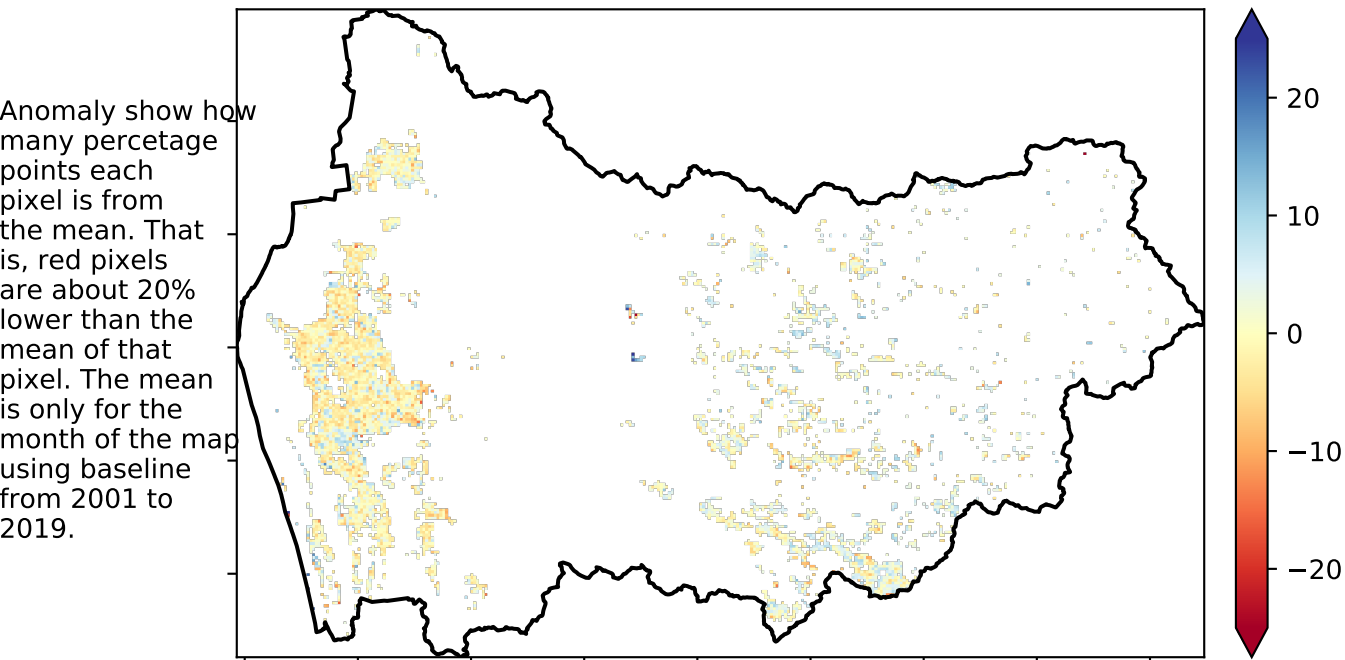 Anomaly show how
many percetage
points each
pixel is from
the mean. That
is, red pixels
are about 20%
lower than the
mean of that
pixel. The mean
is only for the
month of the map
using baseline
from 2001 to
2019.
20
10
0
−10
−20